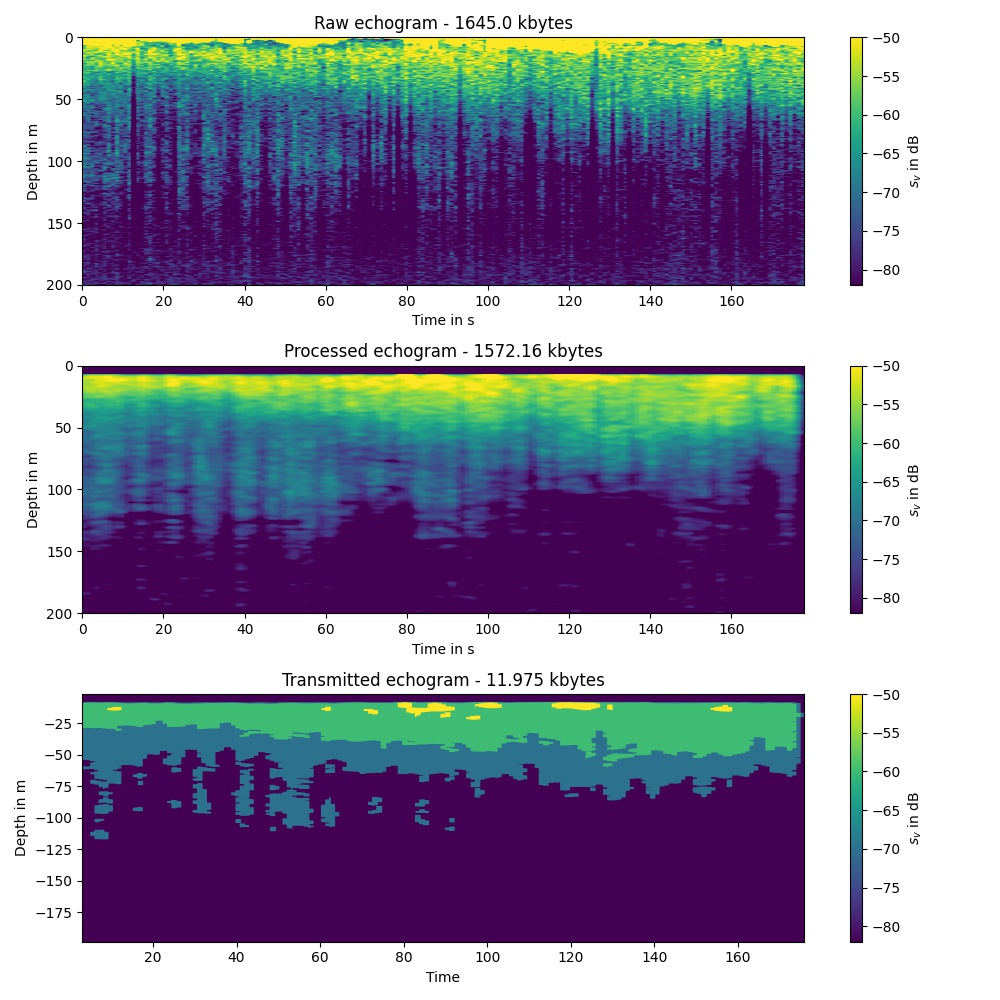 Raw echogram - 1645.0 kbytes
0
50
100
150
200
Depth in m
0 20 40 60 80 100 120 140 160
Time in s
−50
−55
−60
−65
−70
−75
−80
sv in dB
Processed echogram - 1572.16 kbytes
0
50
100
150
200
Depth in m
0 20 40 60 80 100 120 140 160
Time in s
−50
−55
−60
−65
−70
−75
−80
sv in dB
Transmitted echogram - 11.975 kbytes
−25
−50
−75
−100
−125
−150
−175
Depth in m
20 40 60 80 100 120 140 160
Time
−50
−55
−60
−65
−70
−75
−80
sv in dB